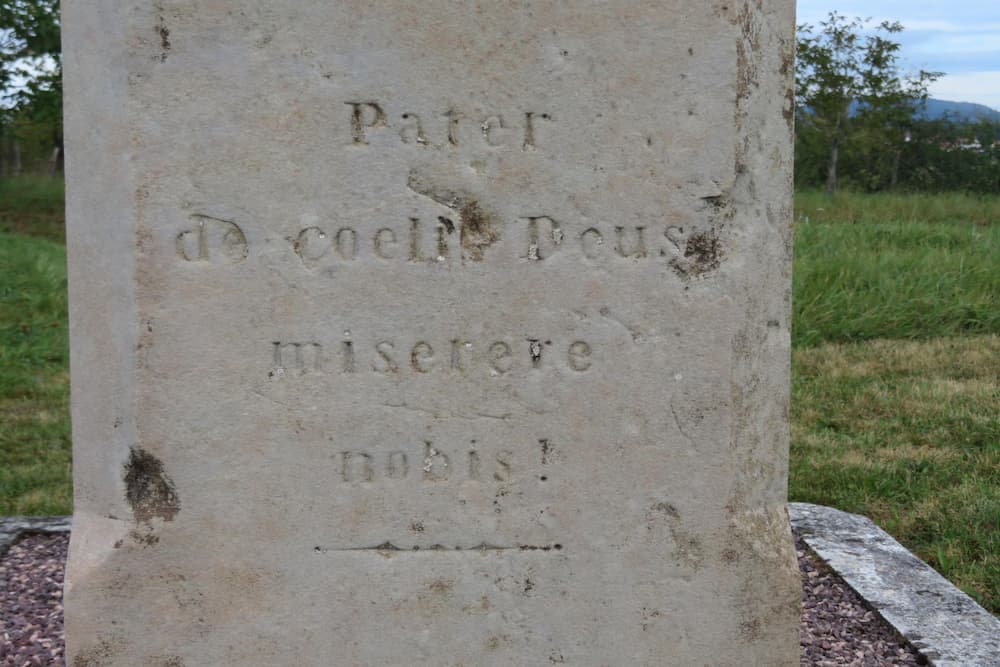 Pater
de coelis Deus
miserere
nobis!